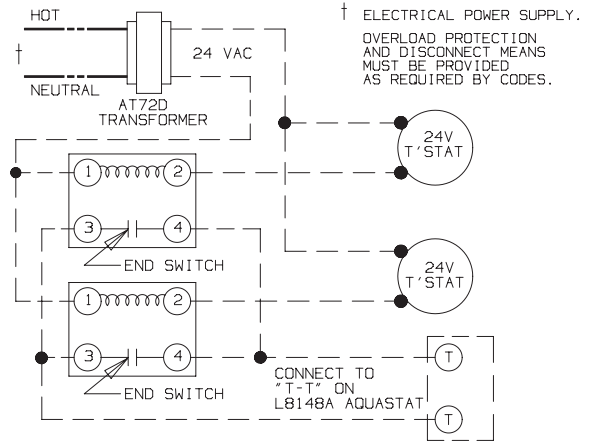 HOT
† ELECTRICAL POWER SUPPLY.
OVERLOAD PROTECTION
AND DISCONNECT MEANS
MUST BE PROVIDED
AS REQUIRED BY CODES.
†
24 VAC
NEUTRAL
AT72D
TRANSFORMER
24V
T'STAT
1 2
3 4
END SWITCH
24V
T'STAT
1 2
3 4
END SWITCH
T
CONNECT TO
"T-T" ON
L8148A AQUASTAT
T